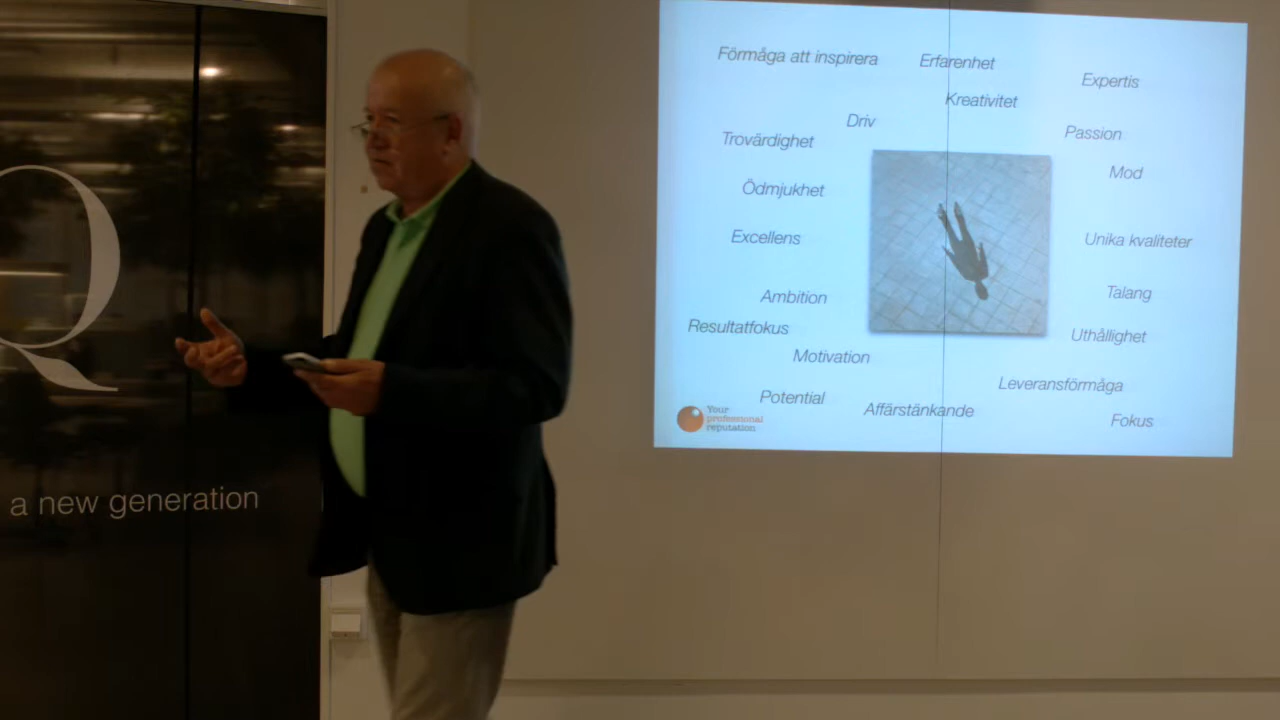 Q
a new generation
Förmåga att inspirera
Erfarenhet
Expertis
Kreativitet
Driv
Passion
Trovärdighet
Mod
Ödmjukhet
Excellens
Unika kvaliteter
Ambition
Talang
Resultatfokus
Uthållighet
Motivation
Leveransförmåga
Potential
Affärstänkande
Fokus
Your
professional
reputation